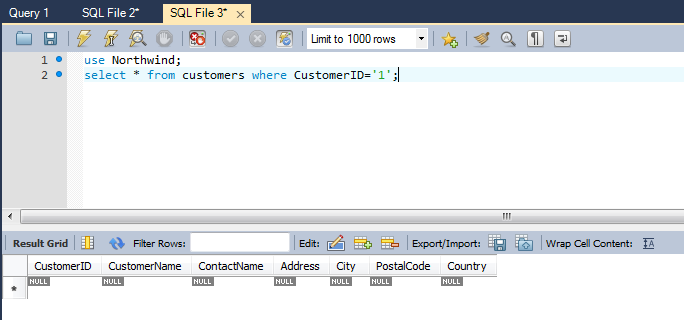 Query 1 SQL File 2* SQL File 3* ×
Limit to 1000 rows
1 use Northwind;
2 select * from customers where CustomerID='1';
Result Grid Filter Rows: Edit: Export/Import: Wrap Cell Content: IA
CustomerID CustomerName ContactName Address City PostalCode Country
* NULL NULL NULL NULL NULL NULL NULL